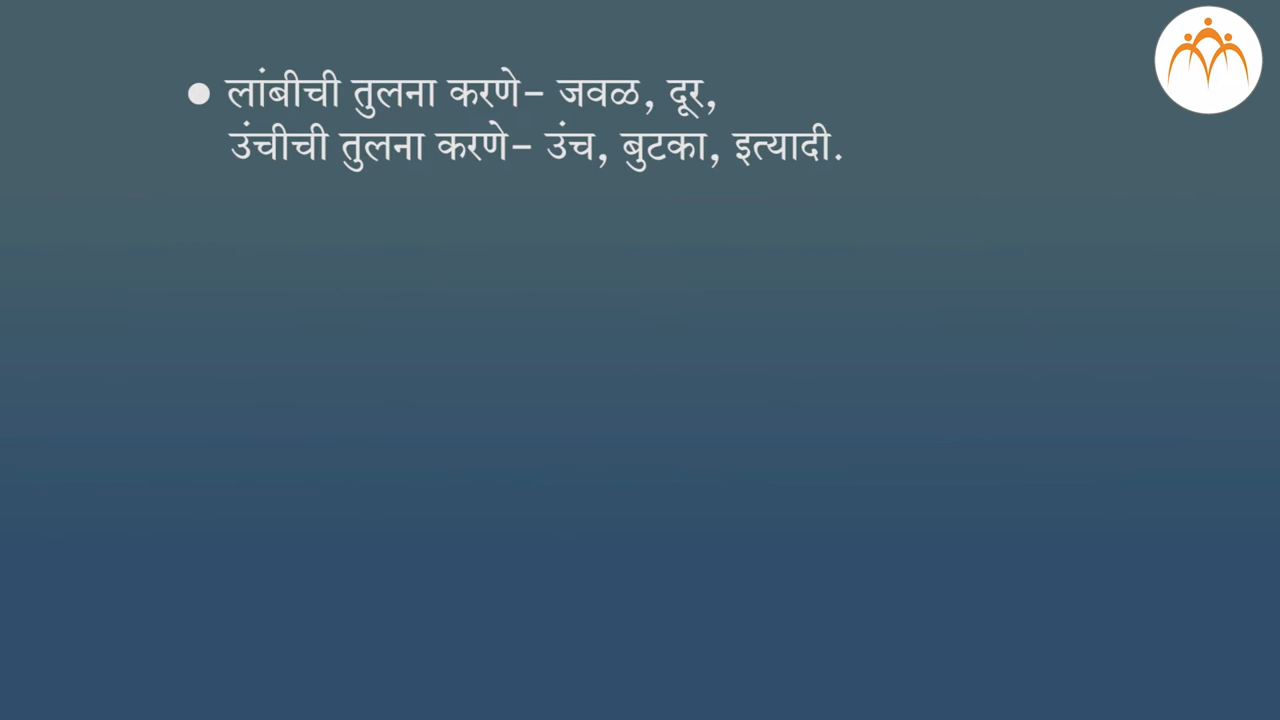 ● लांबीची तुलना करणे- जवळ, दूर,
उंचीची तुलना करणे- उंच, बुटका, इत्यादी.